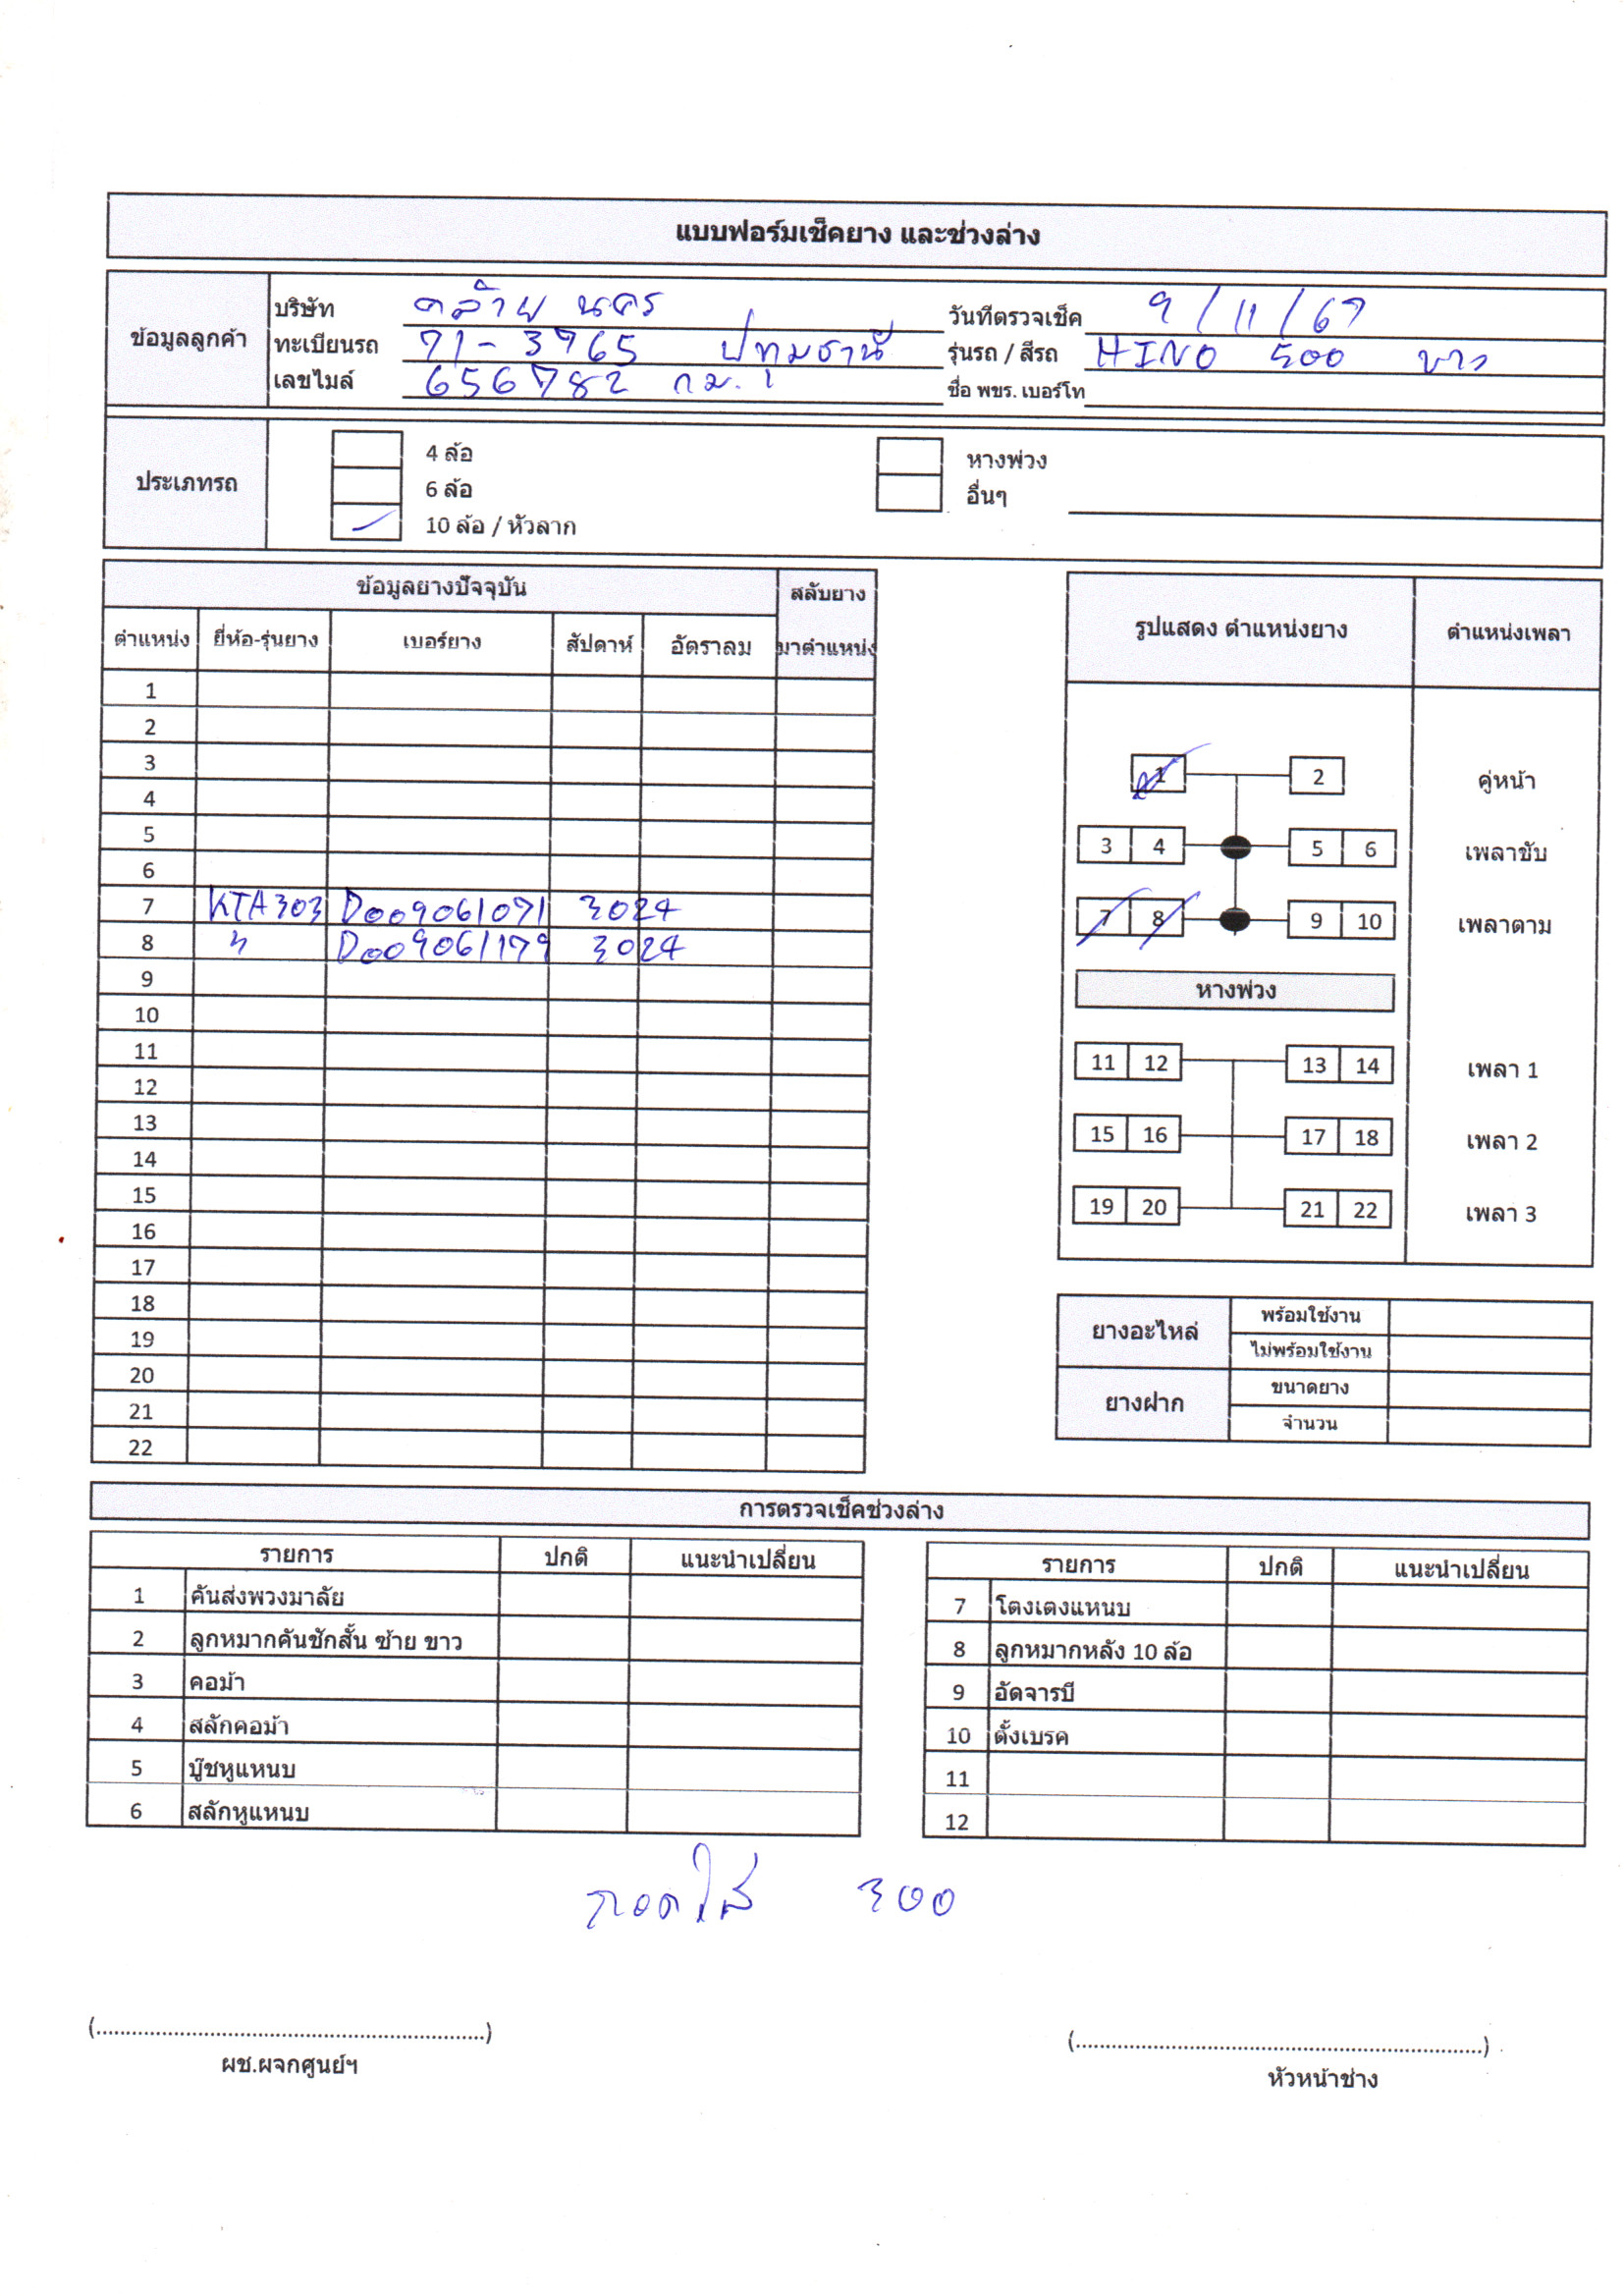 แบบฟอร์มเช็คยาง และช่วงล่าง
ข้อมูลลูกค้า
บริษัท คล้าย นคร วันที่ตรวจเช็ค 9/11/67
ทะเบียนรถ 71-3965 ปทุมธานี รุ่นรถ / สีรถ HINO 500 ขาว
เลขไมล์ 656782 กม. ชื่อ พขร. เบอร์โท
ประเภทรถ
4 ล้อ หางพ่วง
6 ล้อ อื่นๆ
10 ล้อ / หัวลาก
ข้อมูลยางปัจจุบัน สลับยาง
ตำแหน่ง ยี่ห้อ-รุ่นยาง เบอร์ยาง สัปดาห์ อัตราลม มาตำแหน่ง
1
2
3
4
5
6
7 KTA303 D009061071 3024
8 " D009061179 3024
9
10
11
12
13
14
15
16
17
18
19
20
21
22
รูปแสดง ตำแหน่งยาง ตำแหน่งเพลา
1 2 คู่หน้า
3 4 5 6 เพลาขับ
7 8 9 10 เพลาตาม
หางพ่วง
11 12 13 14 เพลา 1
15 16 17 18 เพลา 2
19 20 21 22 เพลา 3
ยางอะไหล่ พร้อมใช้งาน
ไม่พร้อมใช้งาน
ยางฝาก ขนาดยาง
จำนวน
การตรวจเช็คช่วงล่าง
รายการ ปกติ แนะนำเปลี่ยน
1 คันส่งพวงมาลัย
2 ลูกหมากคันชักสั้น ซ้าย ขาว
3 คอม้า
4 สลักคอม้า
5 บู๊ชหูแหนบ
6 สลักหูแหนบ
รายการ ปกติ แนะนำเปลี่ยน
7 โตงเตงแหนบ
8 ลูกหมากหลัง 10 ล้อ
9 อัดจารบี
10 ตั้งเบรค
11
12
ถอดใส่ 300
(................................................................)
ผช.ผจกศูนย์ฯ
(....................................................................)
หัวหน้าช่าง